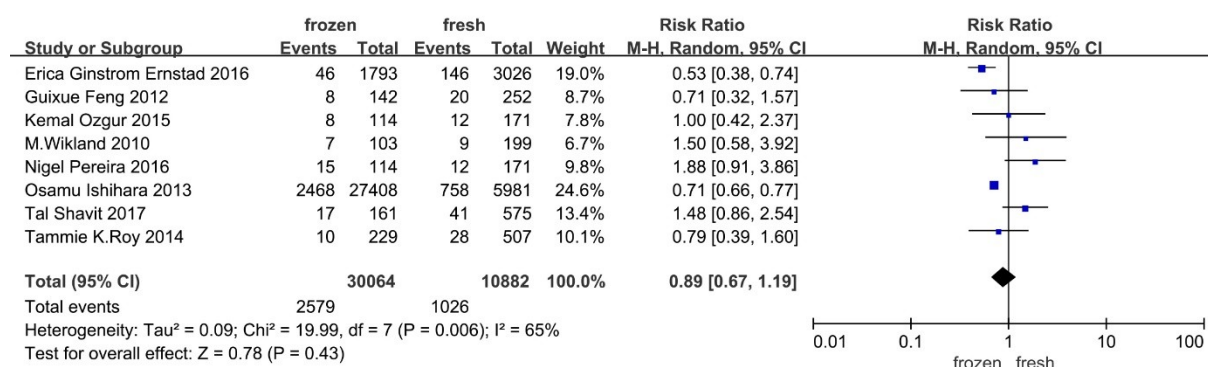 frozen fresh Risk Ratio Risk Ratio
Study or Subgroup Events Total Events Total Weight M-H, Random, 95% CI M-H, Random, 95% CI
Erica Ginstrom Ernstad 2016 46 1793 146 3026 19.0% 0.53 [0.38, 0.74]
Guixue Feng 2012 8 142 20 252 8.7% 0.71 [0.32, 1.57]
Kemal Ozgur 2015 8 114 12 171 7.8% 1.00 [0.42, 2.37]
M.Wikland 2010 7 103 9 199 6.7% 1.50 [0.58, 3.92]
Nigel Pereira 2016 15 114 12 171 9.8% 1.88 [0.91, 3.86]
Osamu Ishihara 2013 2468 27408 758 5981 24.6% 0.71 [0.66, 0.77]
Tal Shavit 2017 17 161 41 575 13.4% 1.48 [0.86, 2.54]
Tammie K.Roy 2014 10 229 28 507 10.1% 0.79 [0.39, 1.60]
Total (95% CI) 30064 10882 100.0% 0.89 [0.67, 1.19]
Total events 2579 1026
Heterogeneity: Tau² = 0.09; Chi² = 19.99, df = 7 (P = 0.006); I² = 65%
Test for overall effect: Z = 0.78 (P = 0.43)
0.01 0.1 1 10 100
frozen fresh